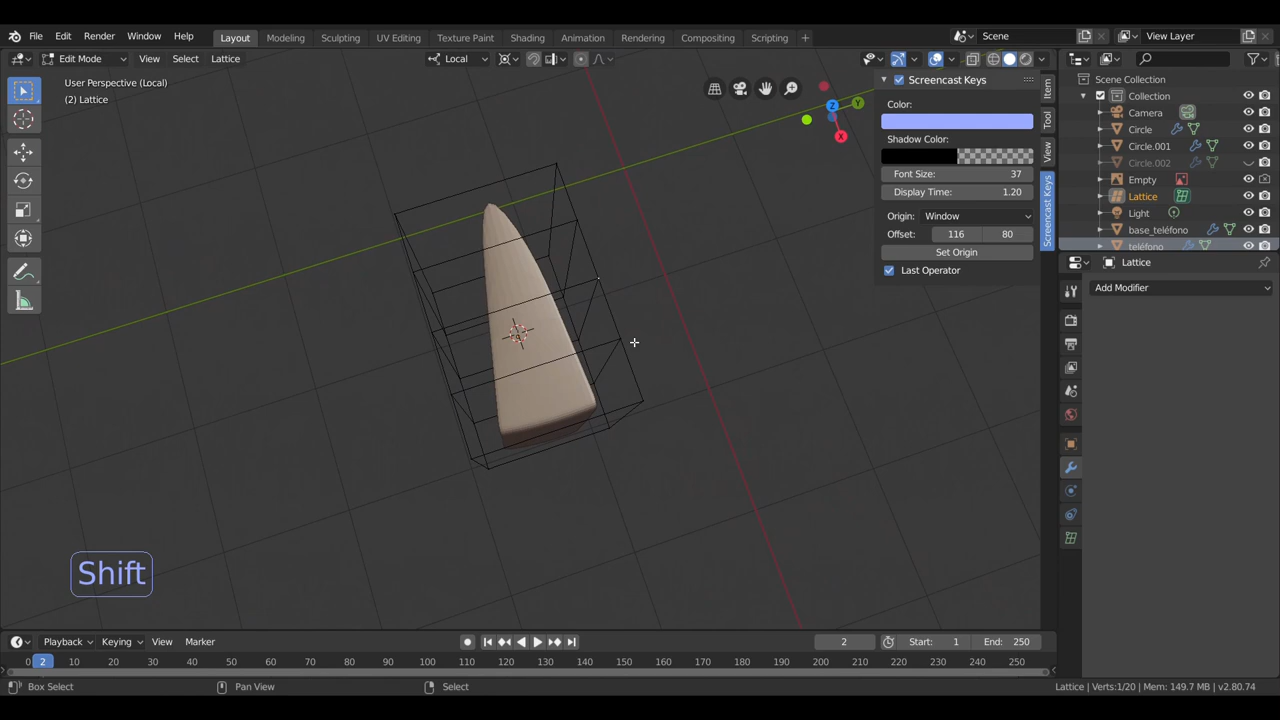 File Edit Render Window Help Layout Modeling Sculpting UV Editing Texture Paint Shading Animation Rendering Compositing Scripting + Scene View Layer
Edit Mode View Select Lattice Local
User Perspective (Local)
(2) Lattice
Z Y X
Screencast Keys
Color:
Shadow Color:
Font Size: 37
Display Time: 1.20
Origin: Window
Offset: 116 80
Set Origin
Last Operator
Item
Tool
View
Screencast Keys
Scene Collection
Collection
Camera
Circle
Circle.001
Circle.002
Empty
Lattice
Light
base_teléfono
teléfono
Lattice
Add Modifier
Shift
Playback Keying View Marker 2 Start: 1 End: 250
2 10 20 30 40 50 60 70 80 90 100 110 120 130 140 150 160 170 180 190 200 210 220 230 240 250
Box Select Pan View Select Lattice | Verts:1/20 | Mem: 149.7 MB | v2.80.74